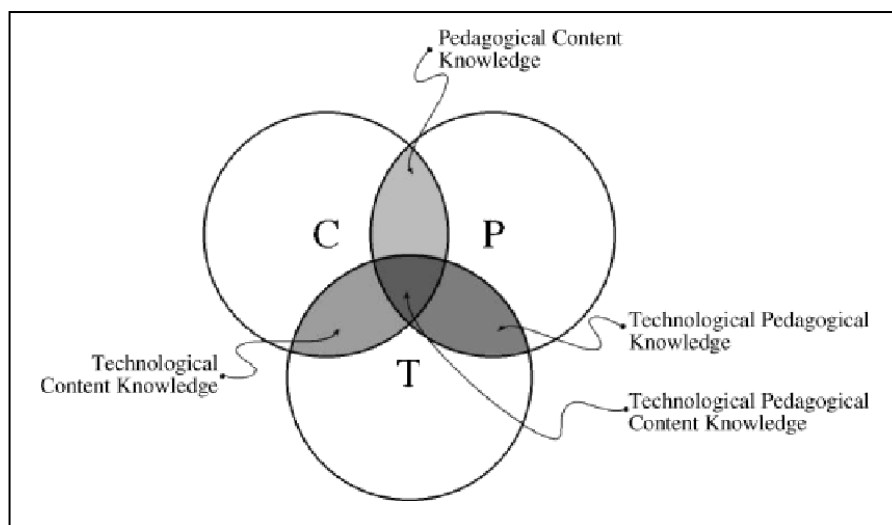 Pedagogical Content
Knowledge
C
P
Technological Pedagogical
Knowledge
Technological
Content Knowledge
T
Technological Pedagogical
Content Knowledge